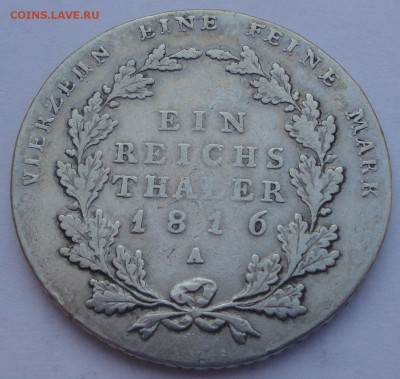 COINS.LAVE.RU
VIERZEHN EINE FEINE MARK
EIN
REICHS
THALER
1816
A